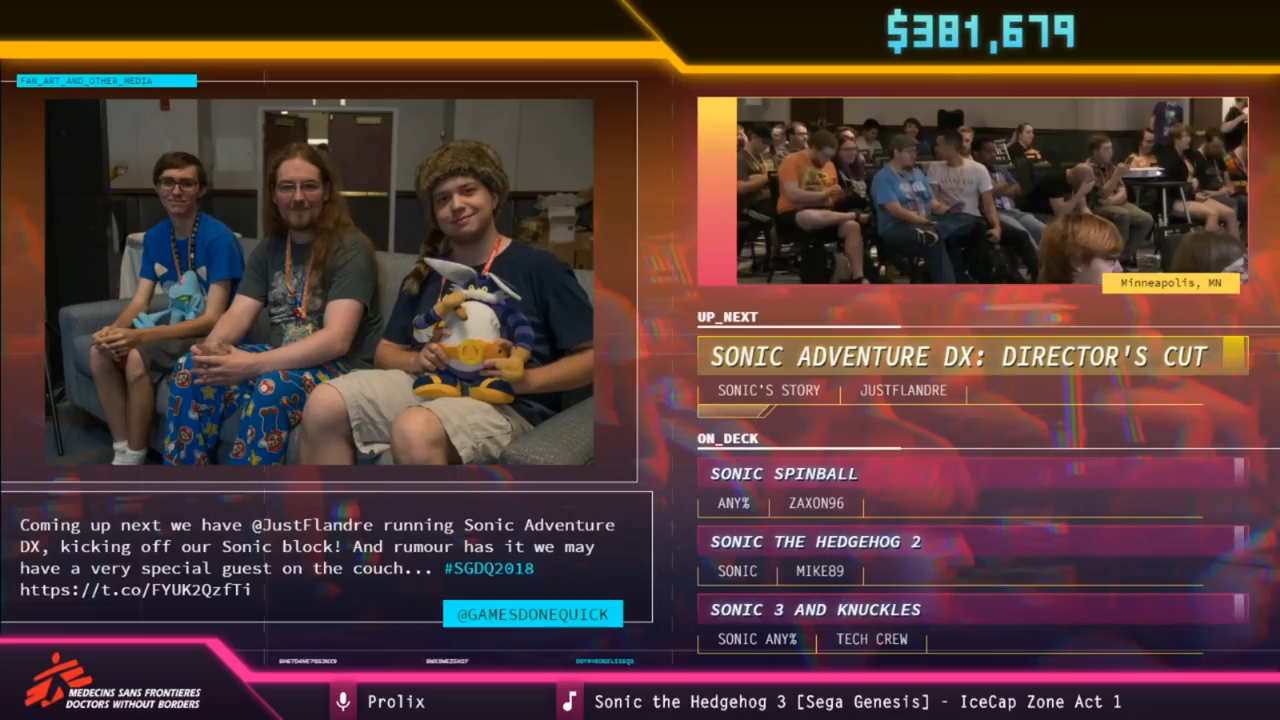 $381,679
FAN_ART_AND_OTHER_MEDIA
Minneapolis, MN
UP_NEXT
SONIC ADVENTURE DX: DIRECTOR'S CUT
SONIC'S STORY
JUSTFLANDRE
ON_DECK
SONIC SPINBALL
ANY%
ZAXON96
SONIC THE HEDGEHOG 2
SONIC
MIKE89
SONIC 3 AND KNUCKLES
SONIC ANY%
TECH CREW
Coming up next we have @JustFlandre running Sonic Adventure
DX, kicking off our Sonic block! And rumour has it we may
have a very special guest on the couch... #SGDQ2018
https://t.co/FYUK2QzfTi
@GAMESDONEQUICK
MEDECINS SANS FRONTIERES
DOCTORS WITHOUT BORDERS
Prolix
Sonic the Hedgehog 3 [Sega Genesis] - IceCap Zone Act 1